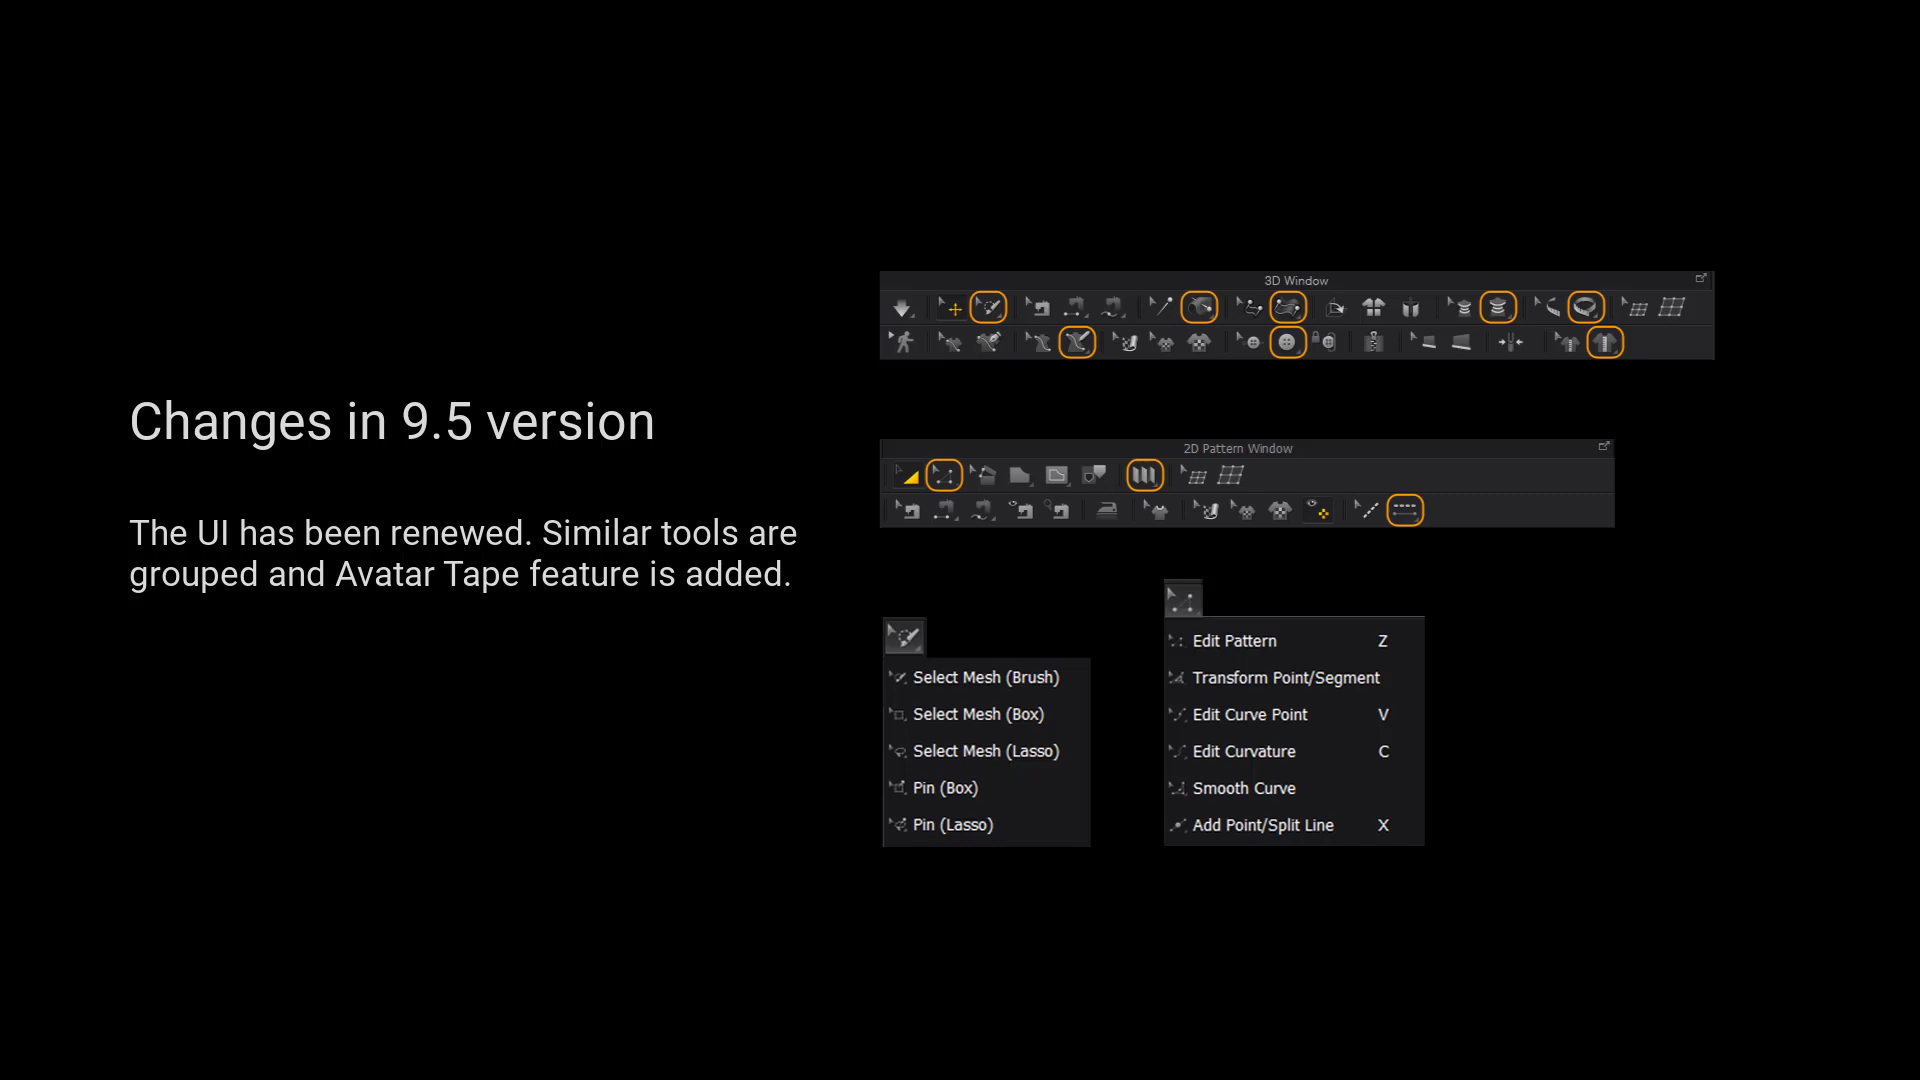 3D Window
Changes in 9.5 version
2D Pattern Window
The UI has been renewed. Similar tools are
grouped and Avatar Tape feature is added.
Select Mesh (Brush)
Select Mesh (Box)
Select Mesh (Lasso)
Pin (Box)
Pin (Lasso)
Edit Pattern Z
Transform Point/Segment
Edit Curve Point V
Edit Curvature C
Smooth Curve
Add Point/Split Line X